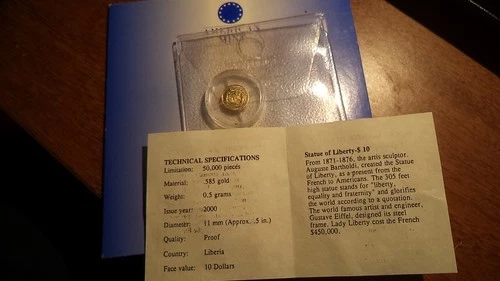 AMERICAN
TECHNICAL SPECIFICATIONS
Limitation: 50,000 pieces
Material: .585 gold
Weight: 0.5 grams
Issue year: 2000
Diameter: 11 mm (Approx. .5 in.)
Quality: Proof
Country: Liberia
Face value: 10 Dollars
Statue of Liberty-$ 10
From 1871-1876, the artis sculptor,
Auguste Bartholdi, created the Statue
of Liberty, as a present from the
French to Americans. The 305 feet
high statue stands for "liberty,
equality and fraternity" and glorifies
the world according to a quotation.
The world famous artist and engineer,
Gustave Eiffel, designed its steel
frame. Lady Liberty cost the French
$450,000.